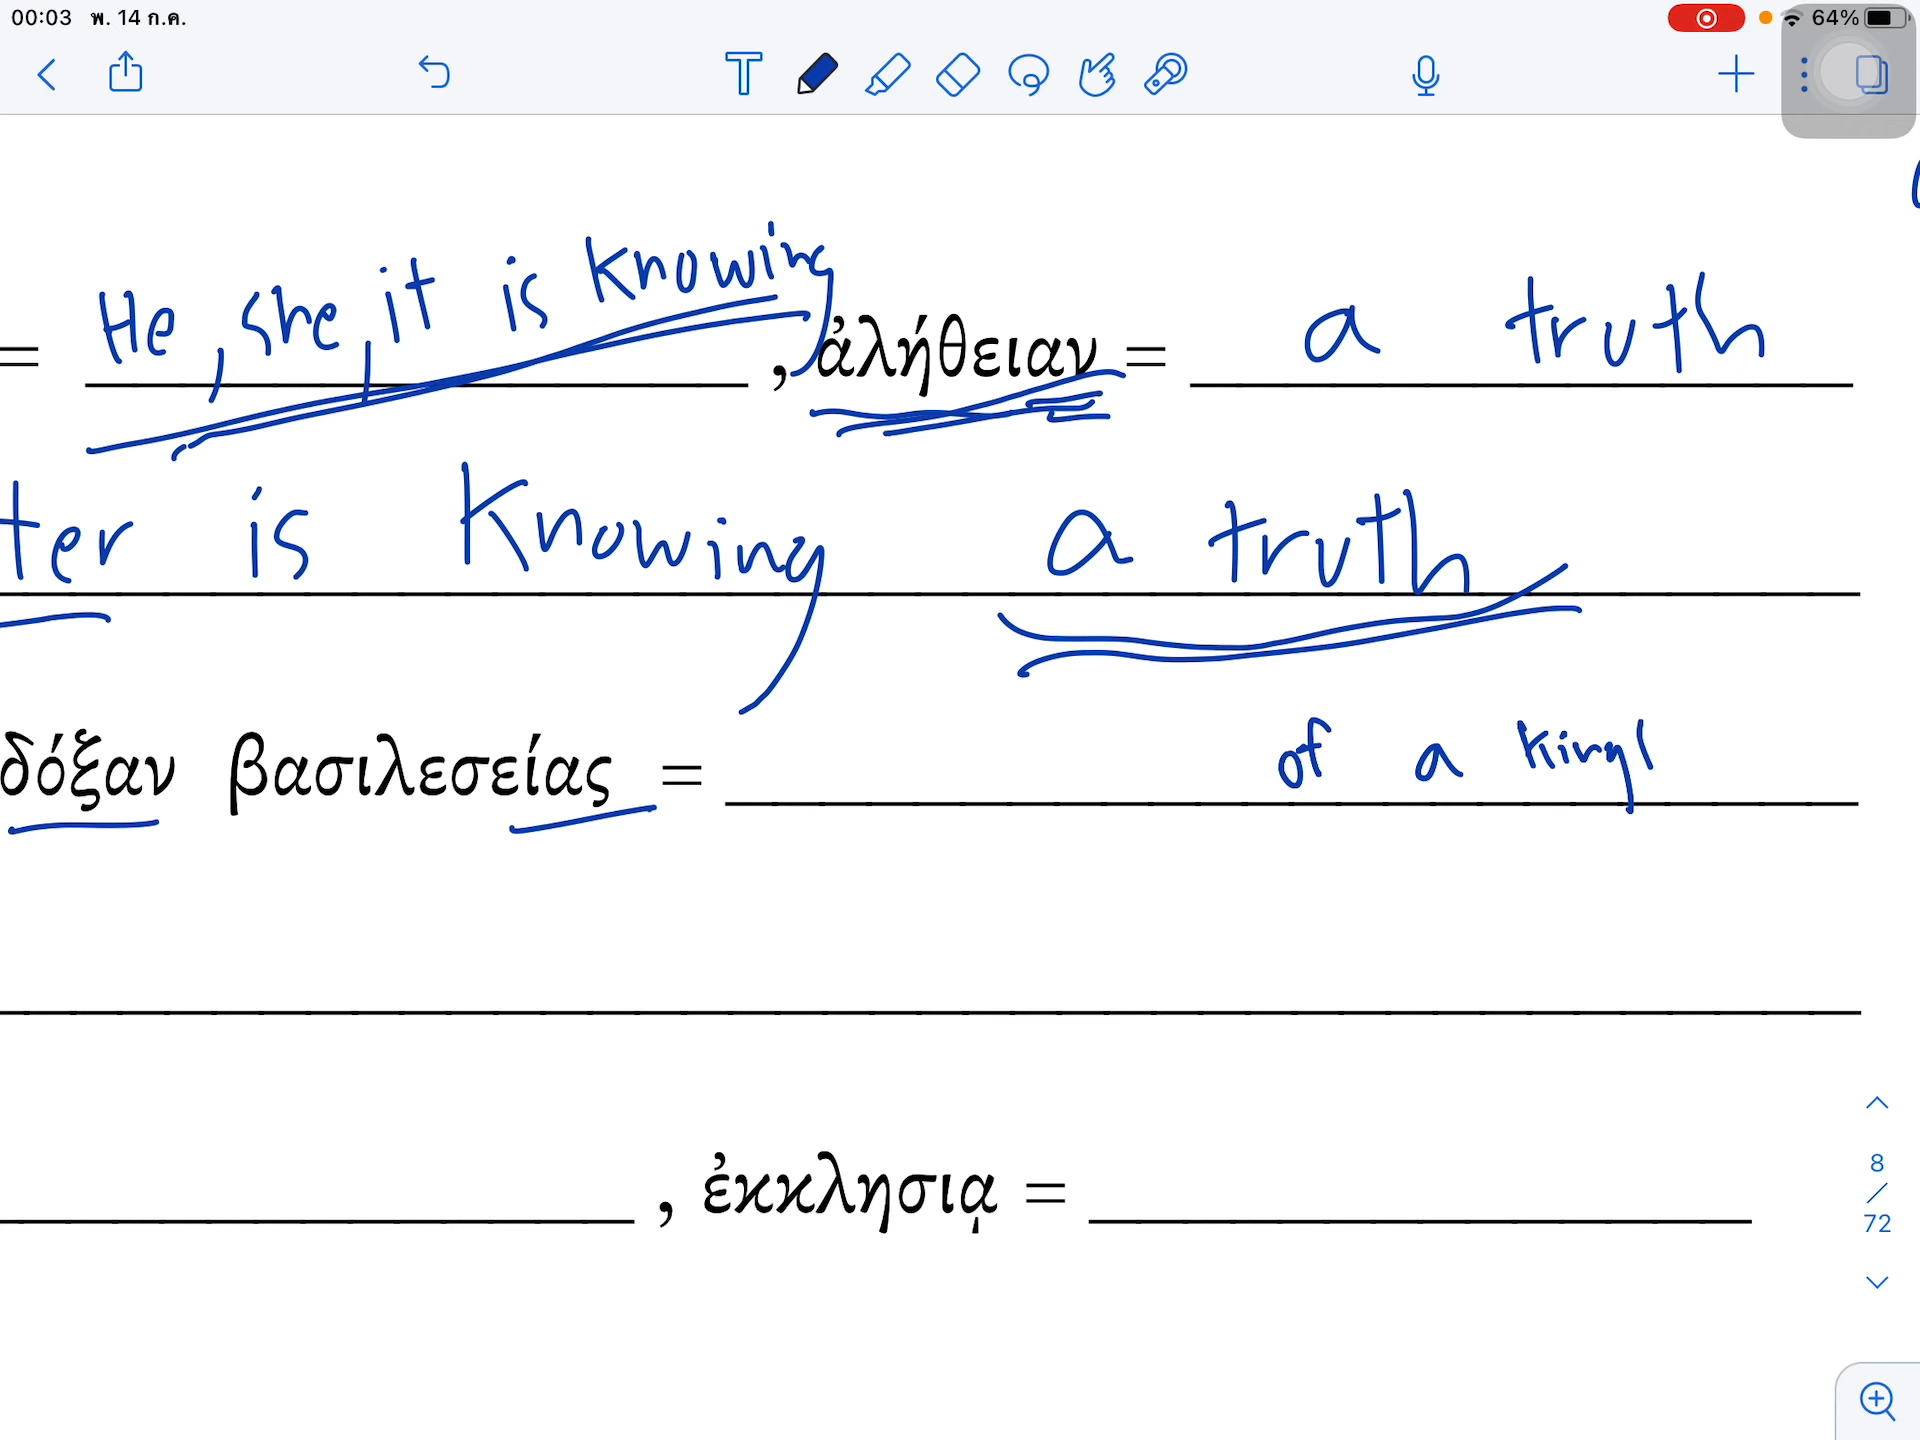 00:03 พ. 14 ก.ค. 64%
T
He, she, it is knowing
= , ἀλήθειαν = a truth
ter is knowing a truth
δόξαν βασιλεσείας = of a king
, ἐκκλησιᾳ =
8
/
72